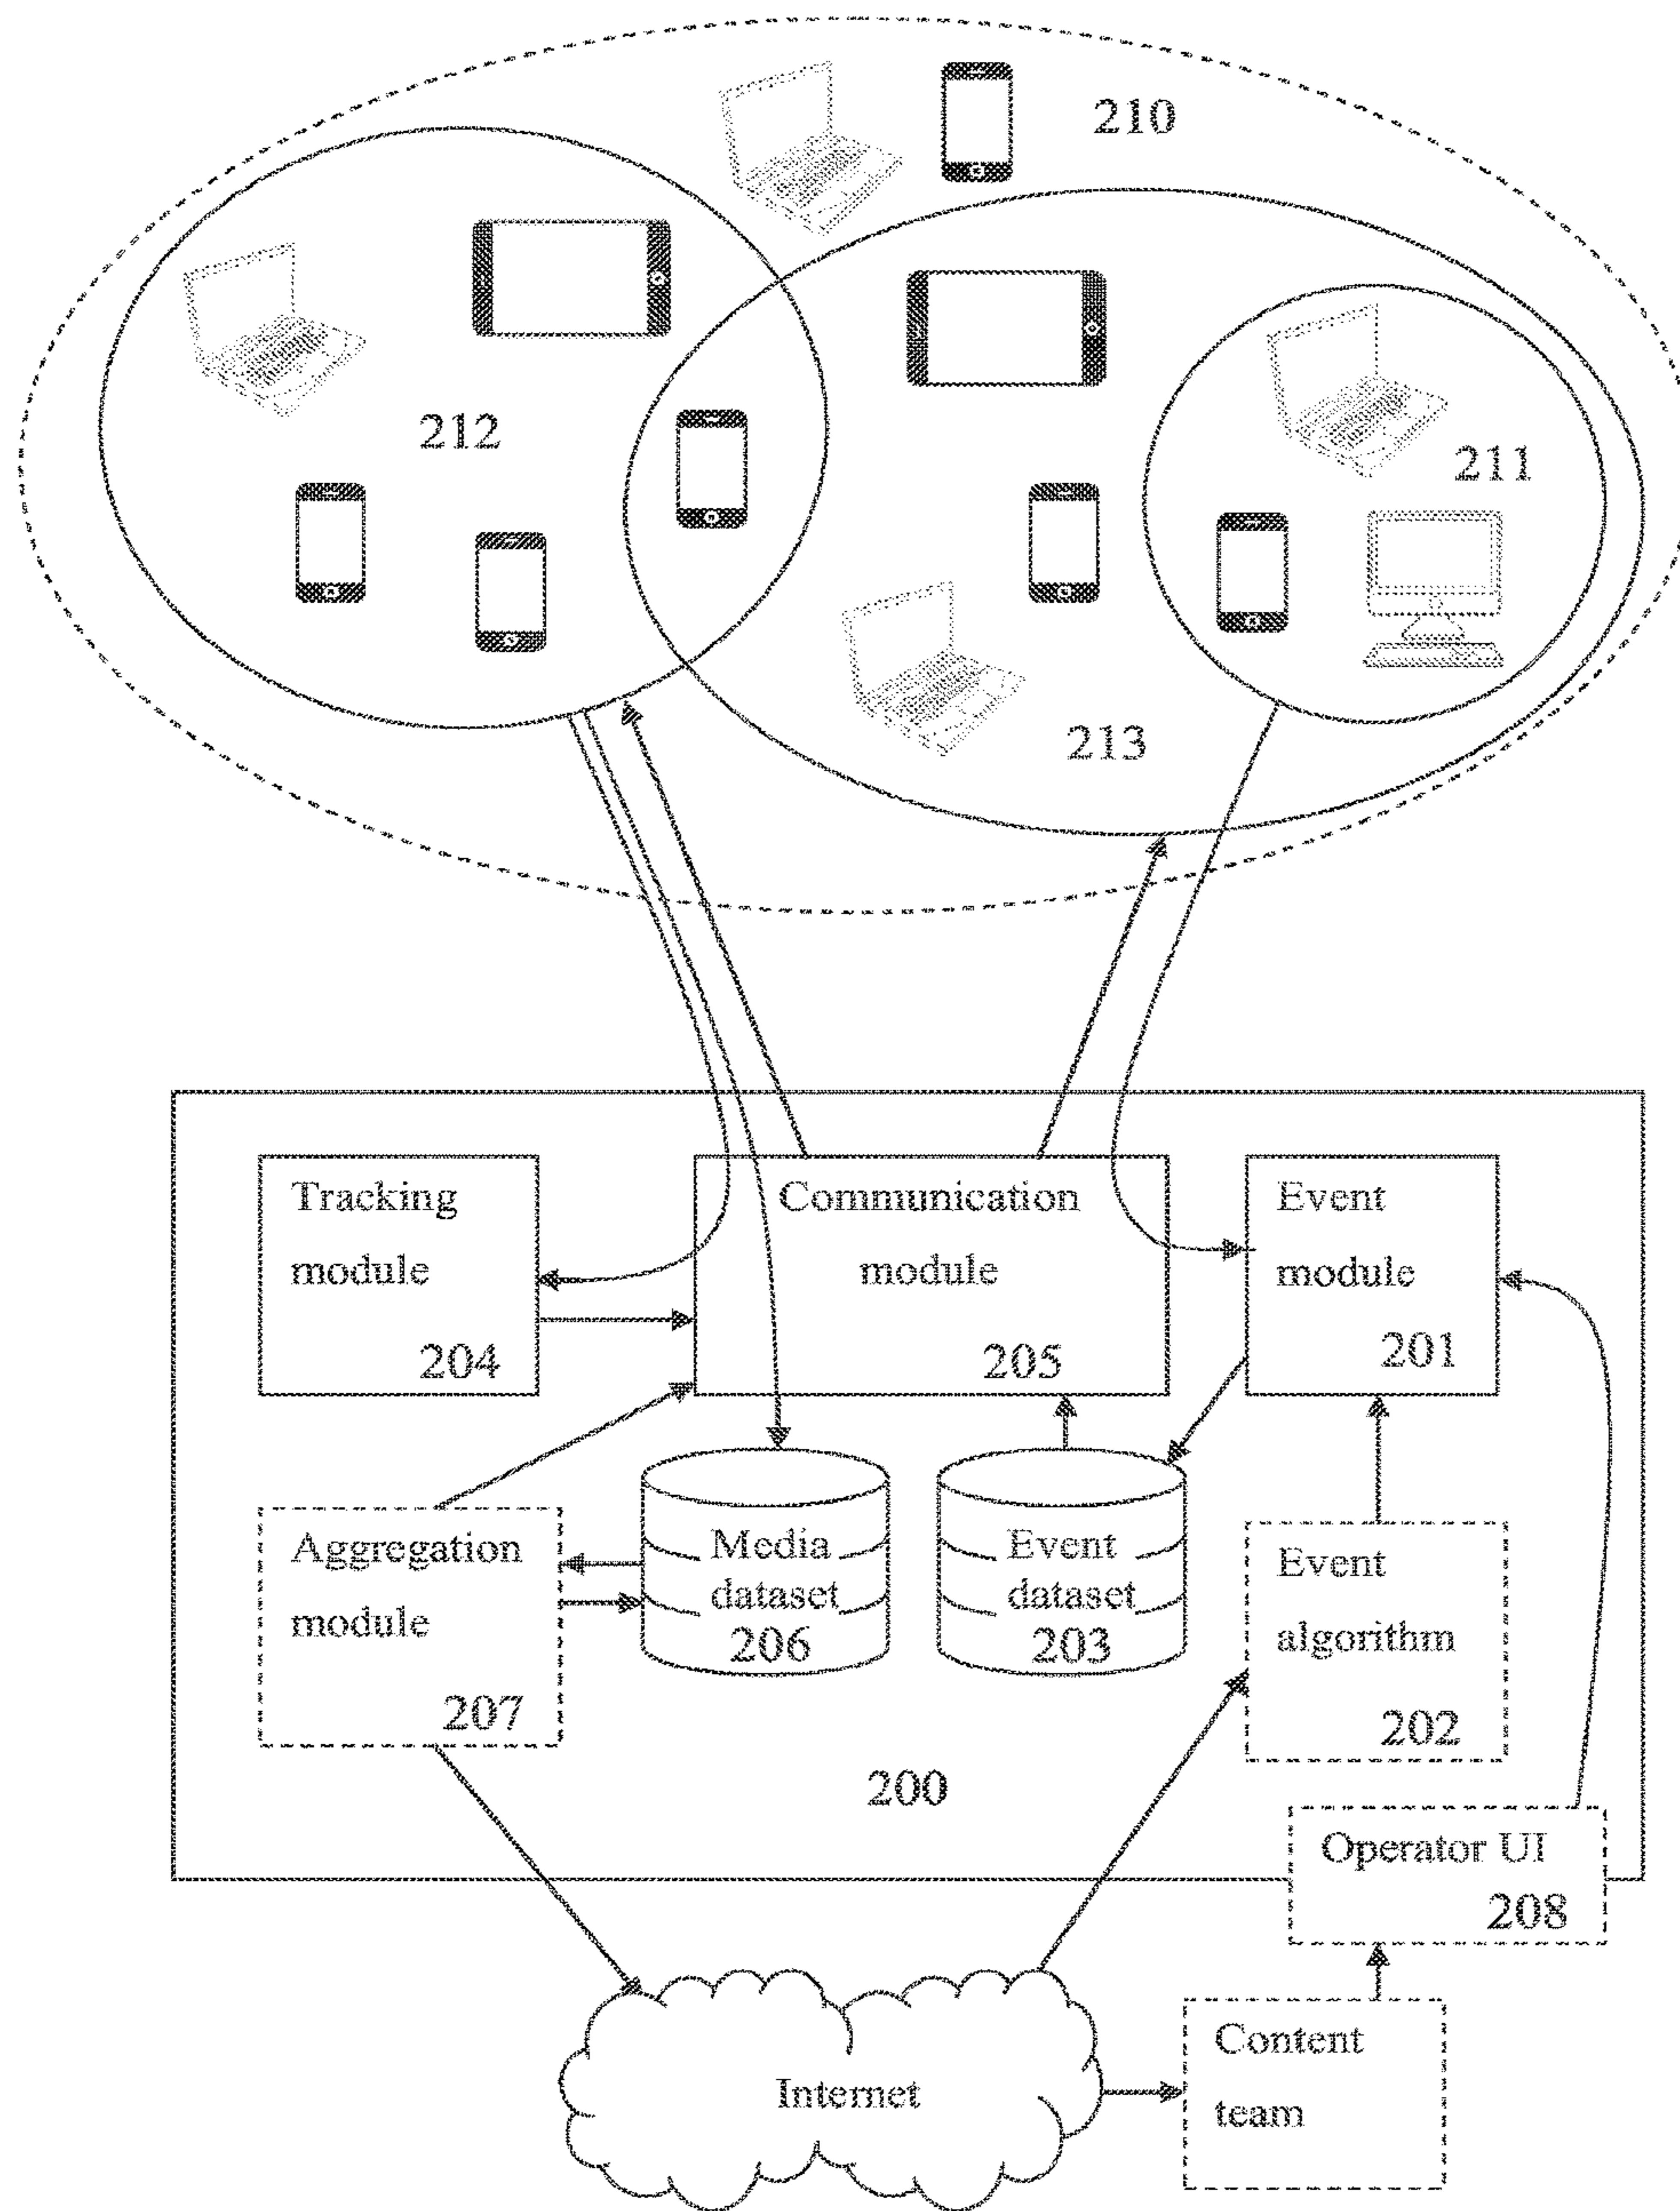 210
212
211
213
Tracking
module
204
Communication
module
205
Event
module
201
Aggregation
module
207
Media
dataset
206
Event
dataset
203
Event
algorithm
202
200
Operator UI
208
Internet
Content
team